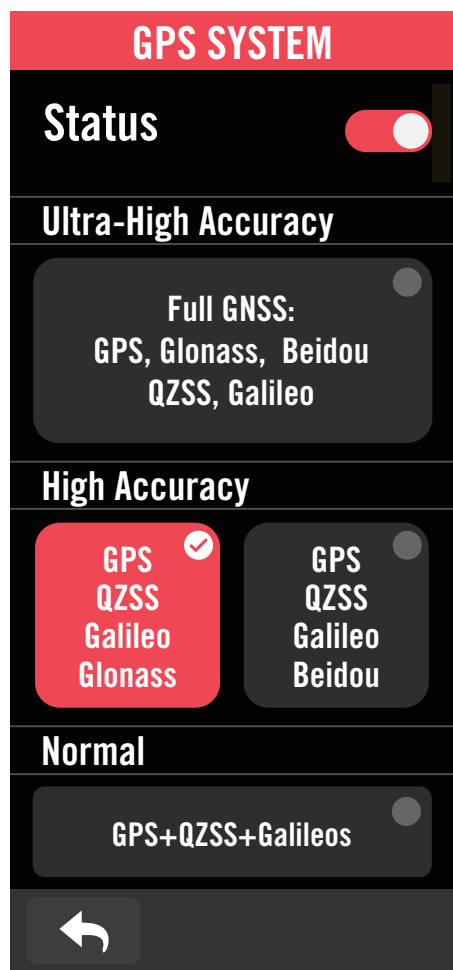 GPS SYSTEM
Status
Ultra-High Accuracy
Full GNSS:
GPS, Glonass, Beidou
QZSS, Galileo
High Accuracy
GPS
QZSS
Galileo
Glonass
GPS
QZSS
Galileo
Beidou
Normal
GPS+QZSS+Galileos